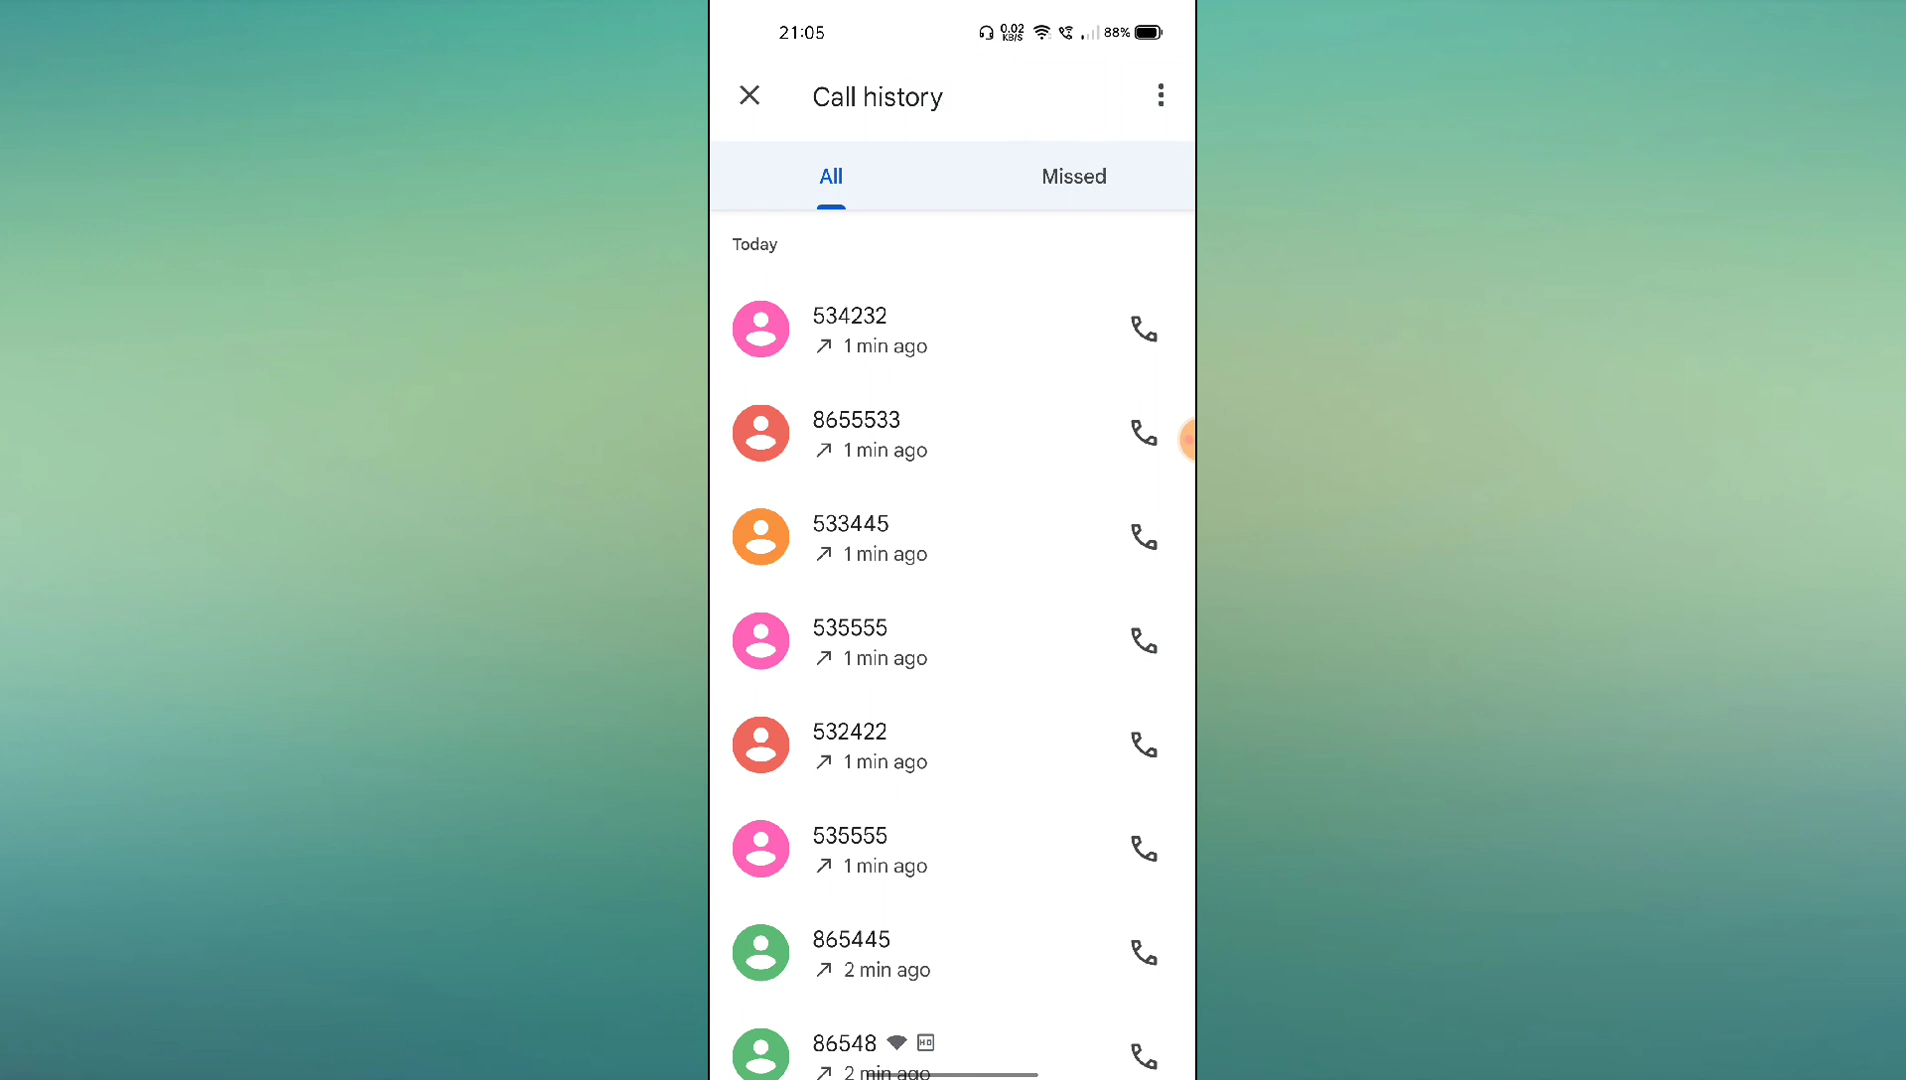 21:05 0.02 KB/S 88%
Call history
All Missed
Today
534232
1 min ago
8655533
1 min ago
533445
1 min ago
535555
1 min ago
532422
1 min ago
535555
1 min ago
865445
2 min ago
86548 HD
2 min ago